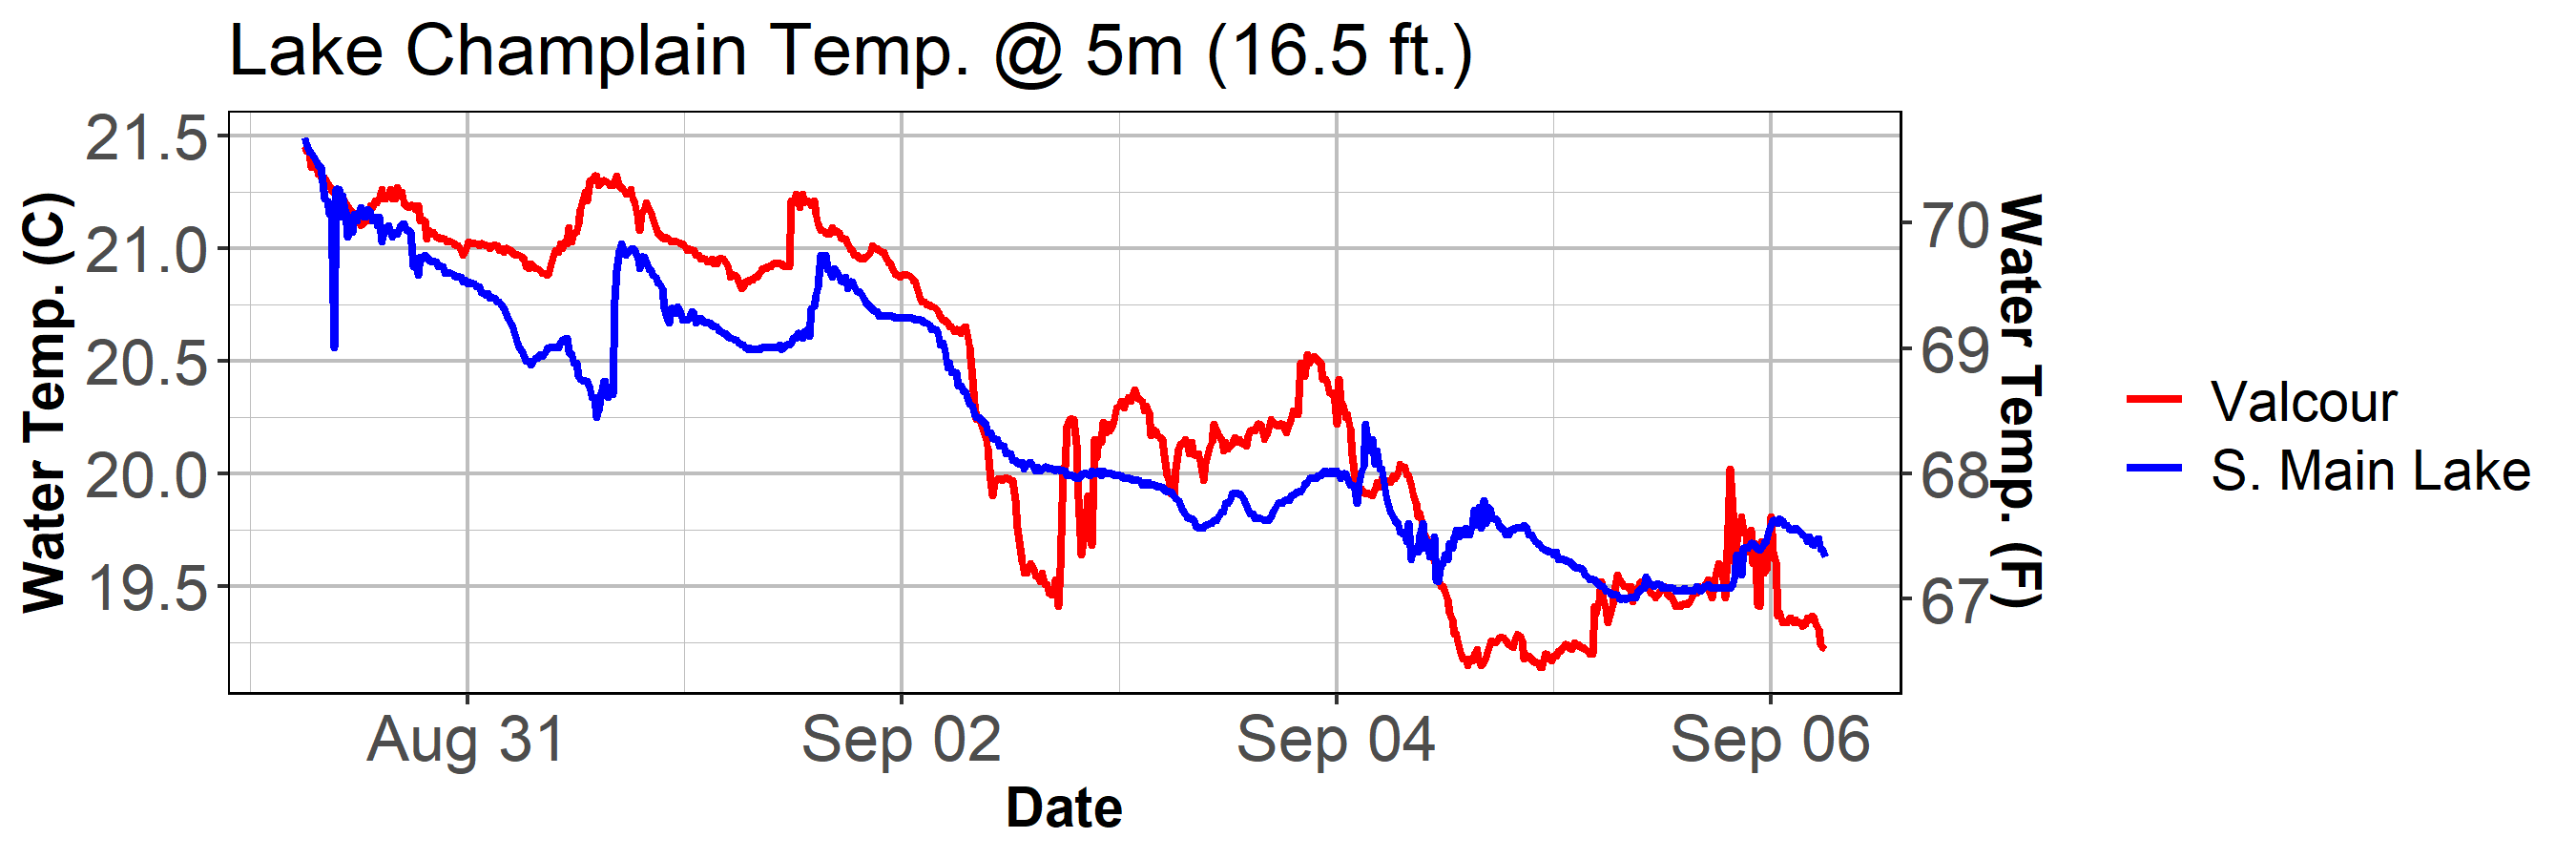 Lake Champlain Temp. @ 5m (16.5 ft.)
Water Temp. (C)
21.5
21.0
20.5
20.0
19.5
70
69
68
67
Water Temp. (F)
Aug 31
Sep 02
Sep 04
Sep 06
Date
Valcour
S. Main Lake